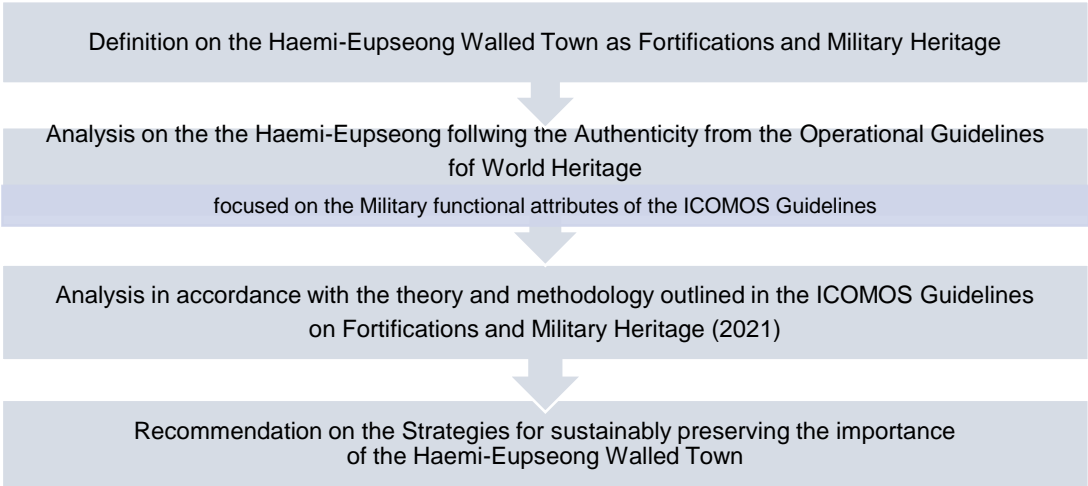 Definition on the Haemi-Eupseong Walled Town as Fortifications and Military Heritage
Analysis on the the Haemi-Eupseong follwing the Authenticity from the Operational Guidelines
fof World Heritage
focused on the Military functional attributes of the ICOMOS Guidelines
Analysis in accordance with the theory and methodology outlined in the ICOMOS Guidelines
on Fortifications and Military Heritage (2021)
Recommendation on the Strategies for sustainably preserving the importance
of the Haemi-Eupseong Walled Town